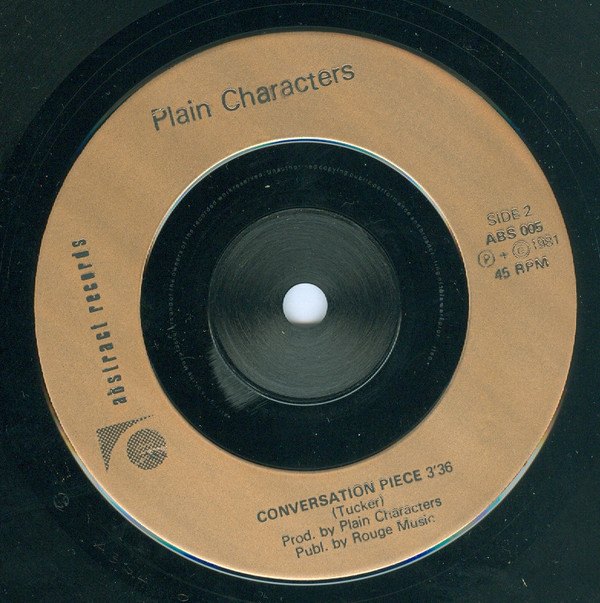 Plain Characters
SIDE 2
ABS 005
Ⓟ + © 1981
45 RPM
abstract records
CONVERSATION PIECE 3'36
(Tucker)
Prod. by Plain Characters
Publ. by Rouge Music